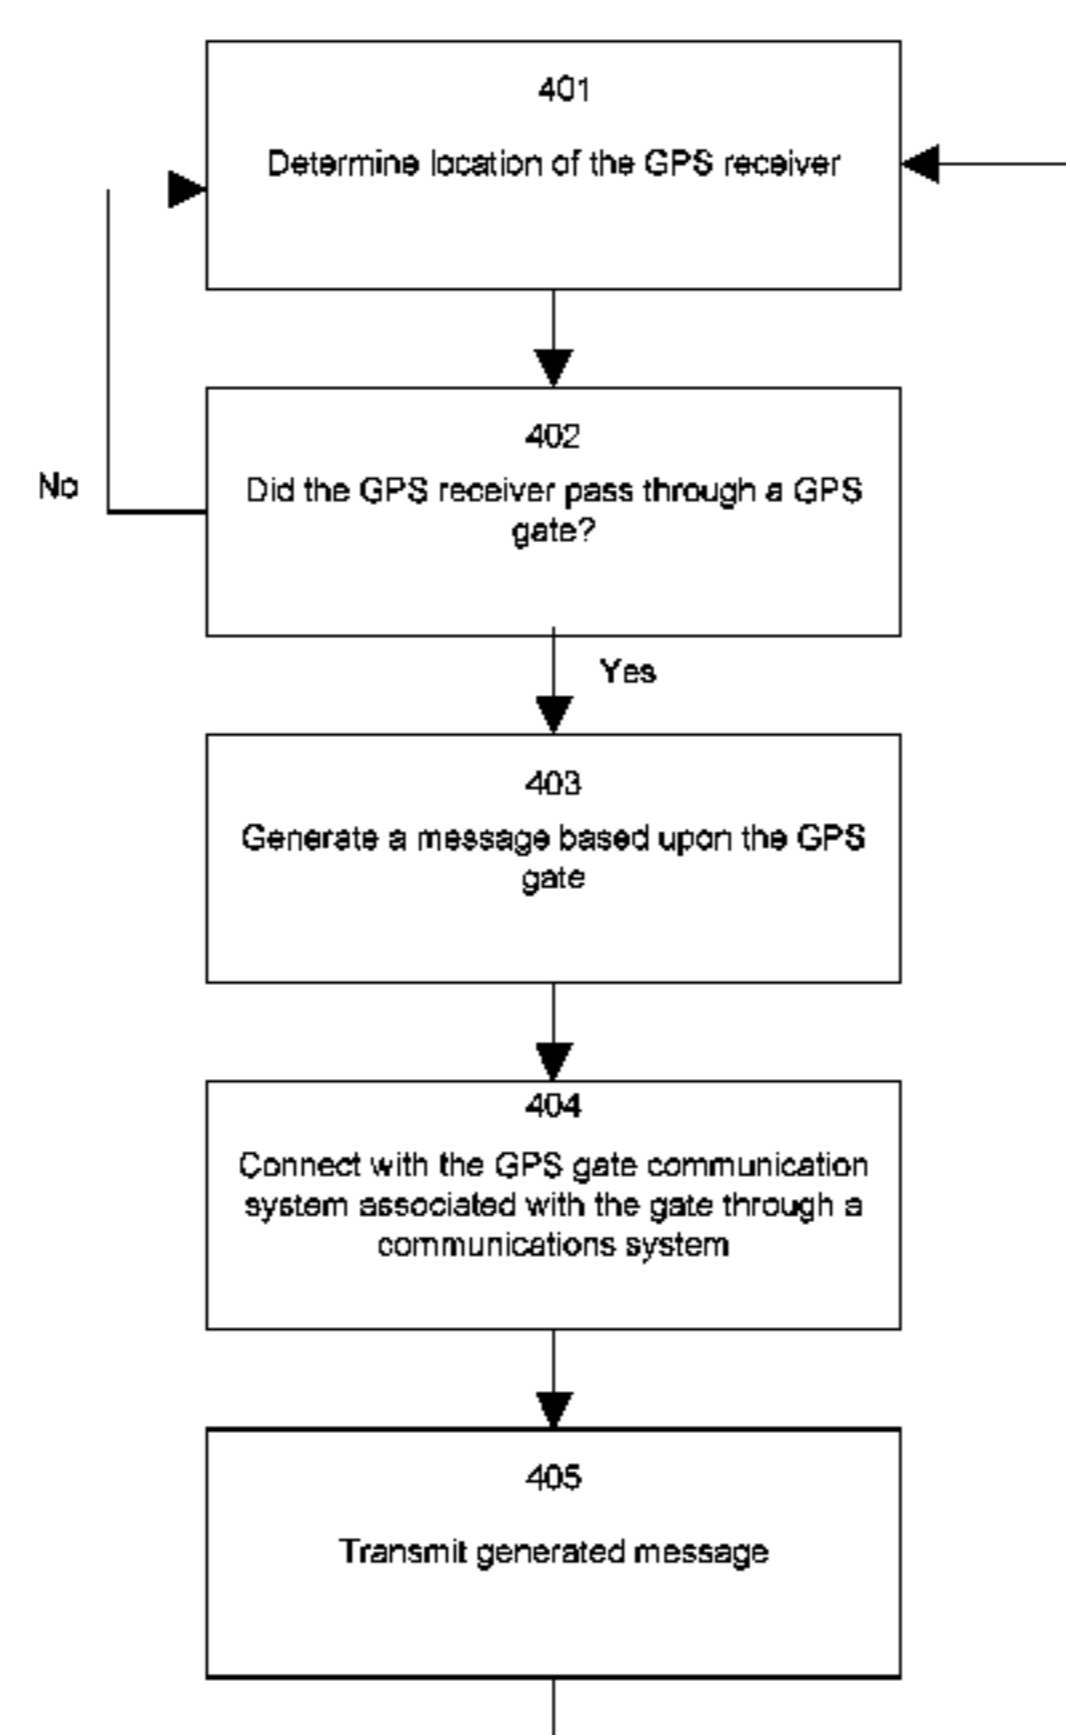 401
Determine location of the GPS receiver
402
Did the GPS receiver pass through a GPS
gate?
No
Yes
403
Generate a message based upon the GPS
gate
404
Connect with the GPS gate communication
system associated with the gate through a
communications system
405
Transmit generated message